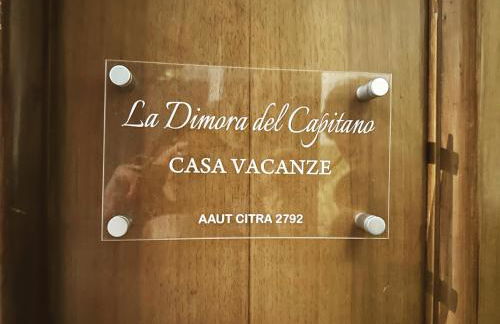 La Dimora del Capitano
CASA VACANZE
AAUT CITRA 2792